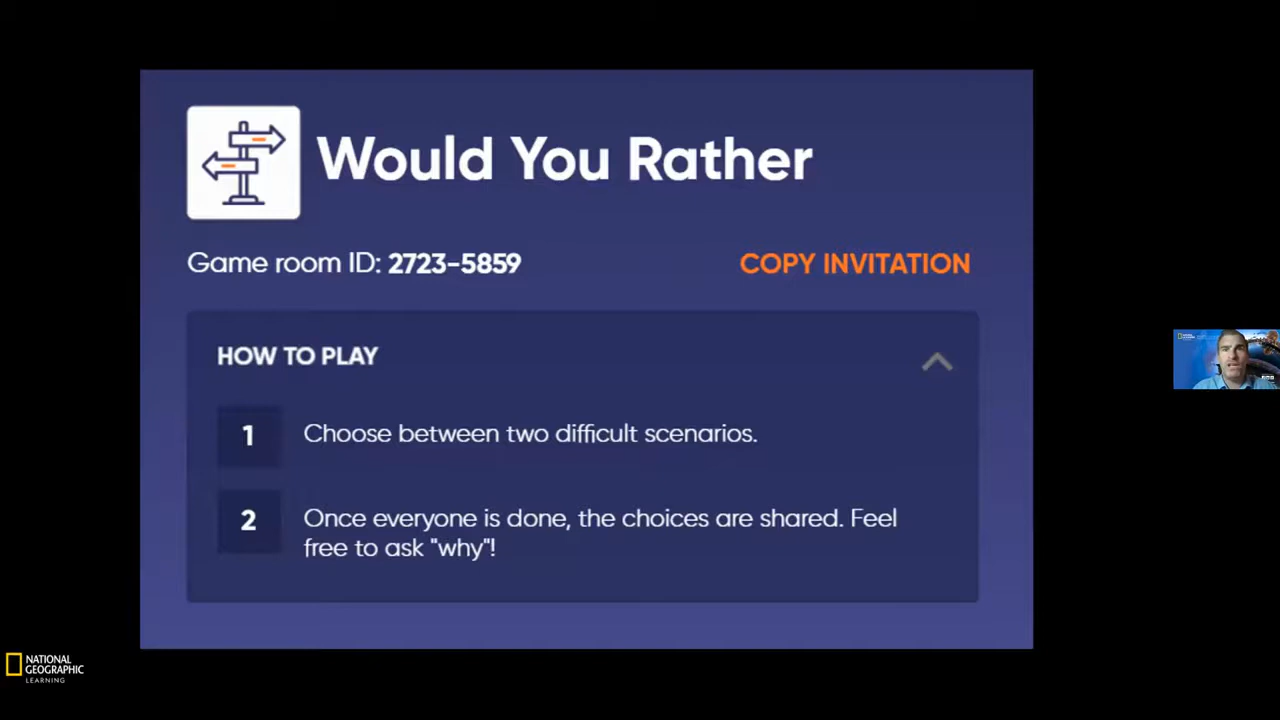 Would You Rather
Game room ID: 2723-5859
COPY INVITATION
HOW TO PLAY
1
Choose between two difficult scenarios.
2
Once everyone is done, the choices are shared. Feel
free to ask "why"!
NATIONAL
GEOGRAPHIC
LEARNING